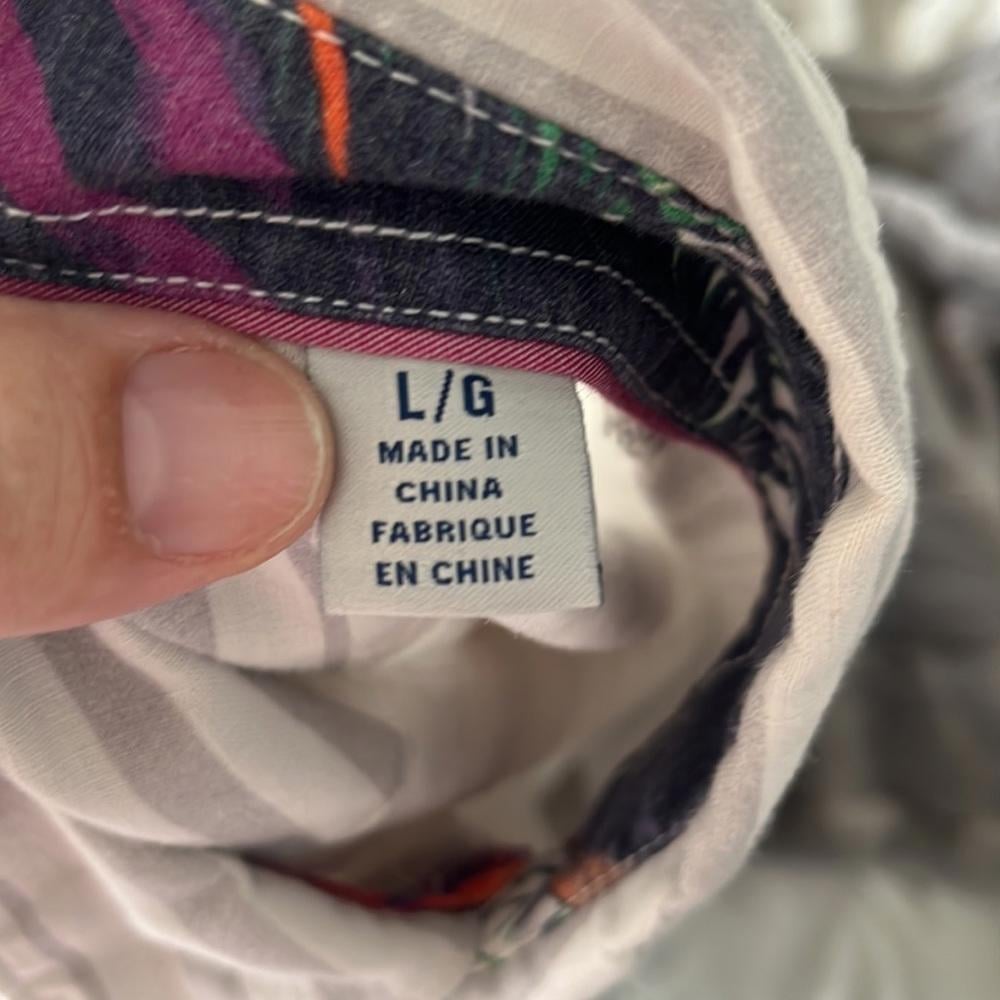 L/G
MADE IN
CHINA
FABRIQUE
EN CHINE